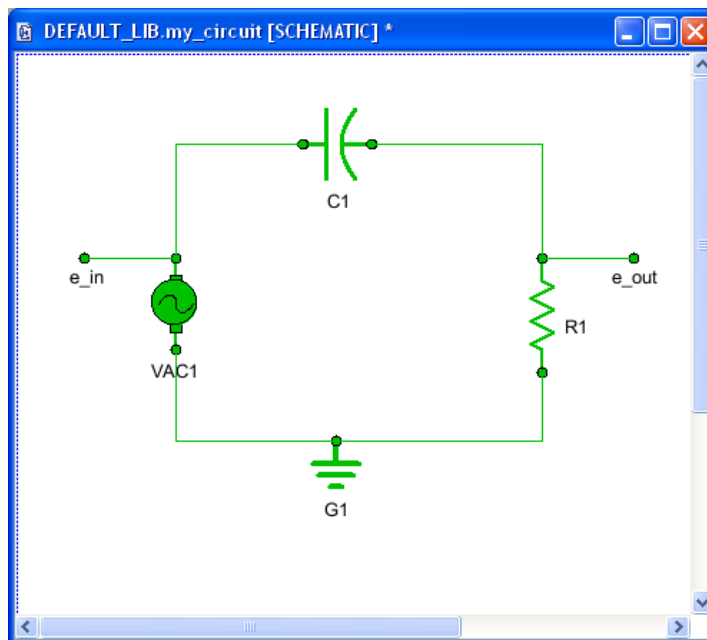 DEFAULT_LIB.my_circuit [SCHEMATIC] *
C1
e_in
e_out
R1
VAC1
G1